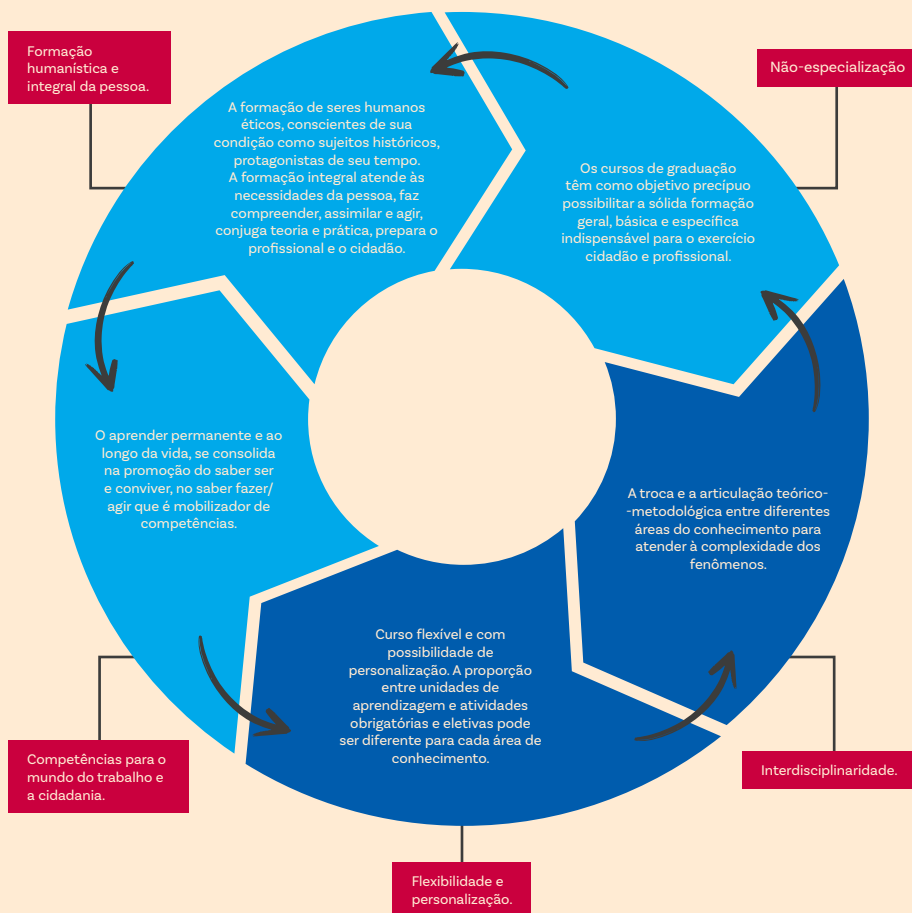 Formação
humanística e
integral da pessoa.
A formação de seres humanos
éticos, conscientes de sua
condição como sujeitos históricos,
protagonistas de seu tempo.
A formação integral atende às
necessidades da pessoa, faz
compreender, assimilar e agir,
conjuga teoria e prática, prepara o
profissional e o cidadão.
Não-especialização
Os cursos de graduação
têm como objetivo precípuo
possibilitar a sólida formação
geral, básica e específica
indispensável para o exercício
cidadão e profissional.
O aprender permanente e ao
longo da vida, se consolida
na promoção do saber ser
e conviver, no saber fazer/
agir que é mobilizador de
competências.
A troca e a articulação teórico-
-metodológica entre diferentes
áreas do conhecimento para
atender à complexidade dos
fenômenos.
Curso flexível e com
possibilidade de
personalização. A proporção
entre unidades de
aprendizagem e atividades
obrigatórias e eletivas pode
ser diferente para cada área de
conhecimento.
Competências para o
mundo do trabalho e
a cidadania.
Interdisciplinaridade.
Flexibilidade e
personalização.